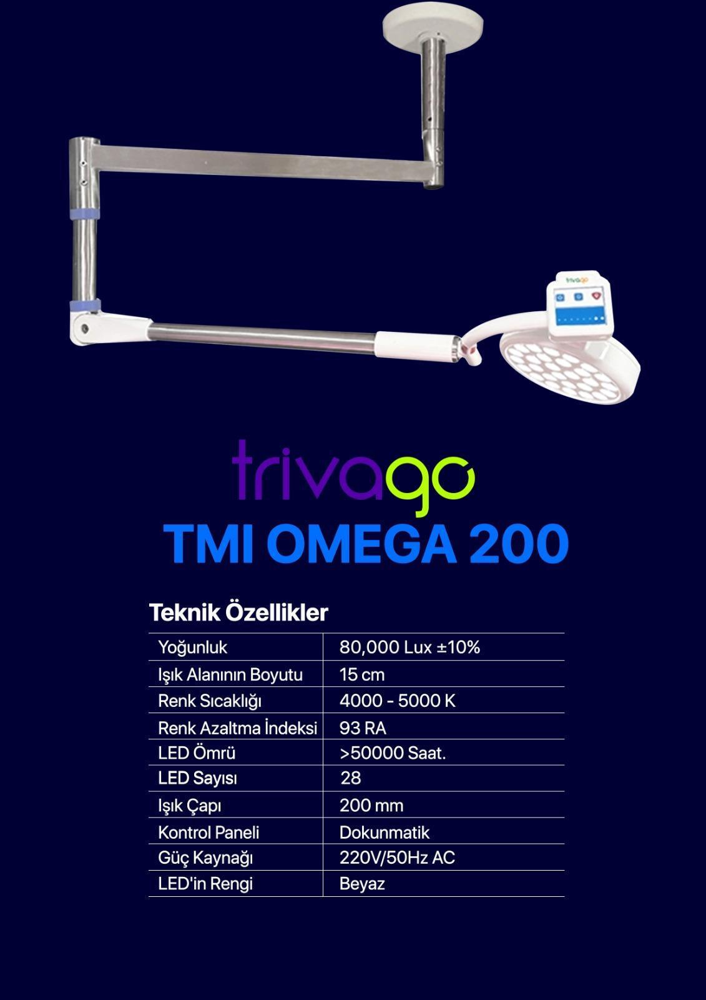 trivago
trivago
TMI OMEGA 200
Teknik Özellikler
Yoğunluk 80,000 Lux ±10%
Işık Alanının Boyutu 15 cm
Renk Sıcaklığı 4000 - 5000 K
Renk Azaltma İndeksi 93 RA
LED Ömrü >50000 Saat.
LED Sayısı 28
Işık Çapı 200 mm
Kontrol Paneli Dokunmatik
Güç Kaynağı 220V/50Hz AC
LED'in Rengi Beyaz